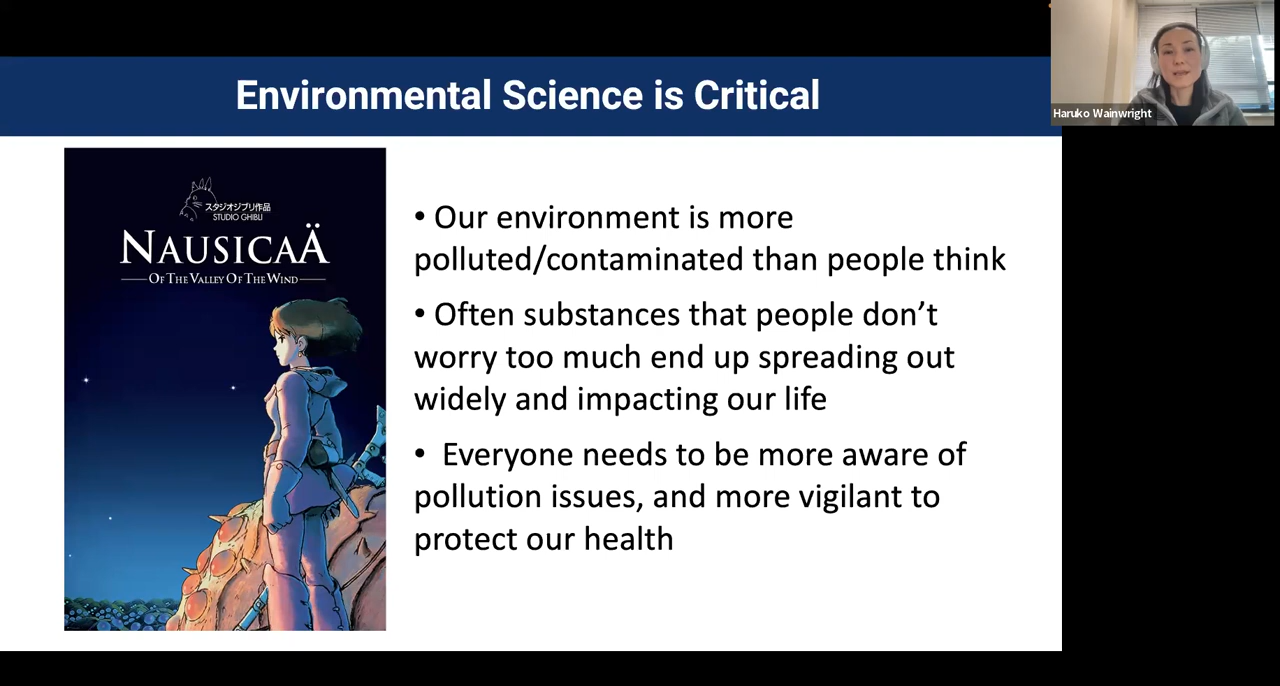 Environmental Science is Critical
Haruko Wainwright
スタジオジブリ作品
STUDIO GHIBLI
NAUSICAÄ
OF THE VALLEY OF THE WIND
• Our environment is more
polluted/contaminated than people think
• Often substances that people don’t
worry too much end up spreading out
widely and impacting our life
• Everyone needs to be more aware of
pollution issues, and more vigilant to
protect our health